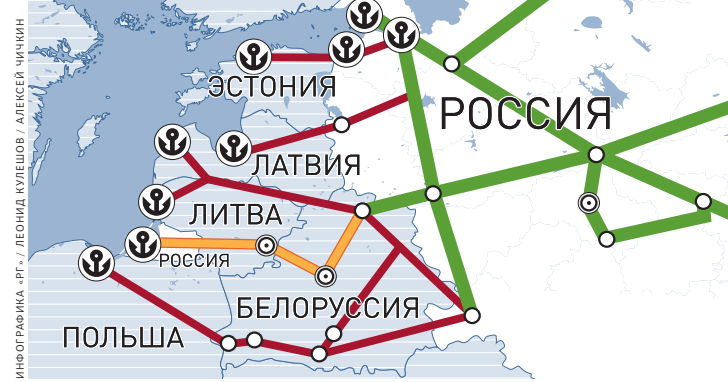 ИНФОГРАФИКА «РГ» / ЛЕОНИД КУЛЕШОВ / АЛЕКСЕЙ ЧИЧКИН
ЭСТОНИЯ
РОССИЯ
ЛАТВИЯ
ЛИТВА
РОССИЯ
БЕЛОРУССИЯ
ПОЛЬША